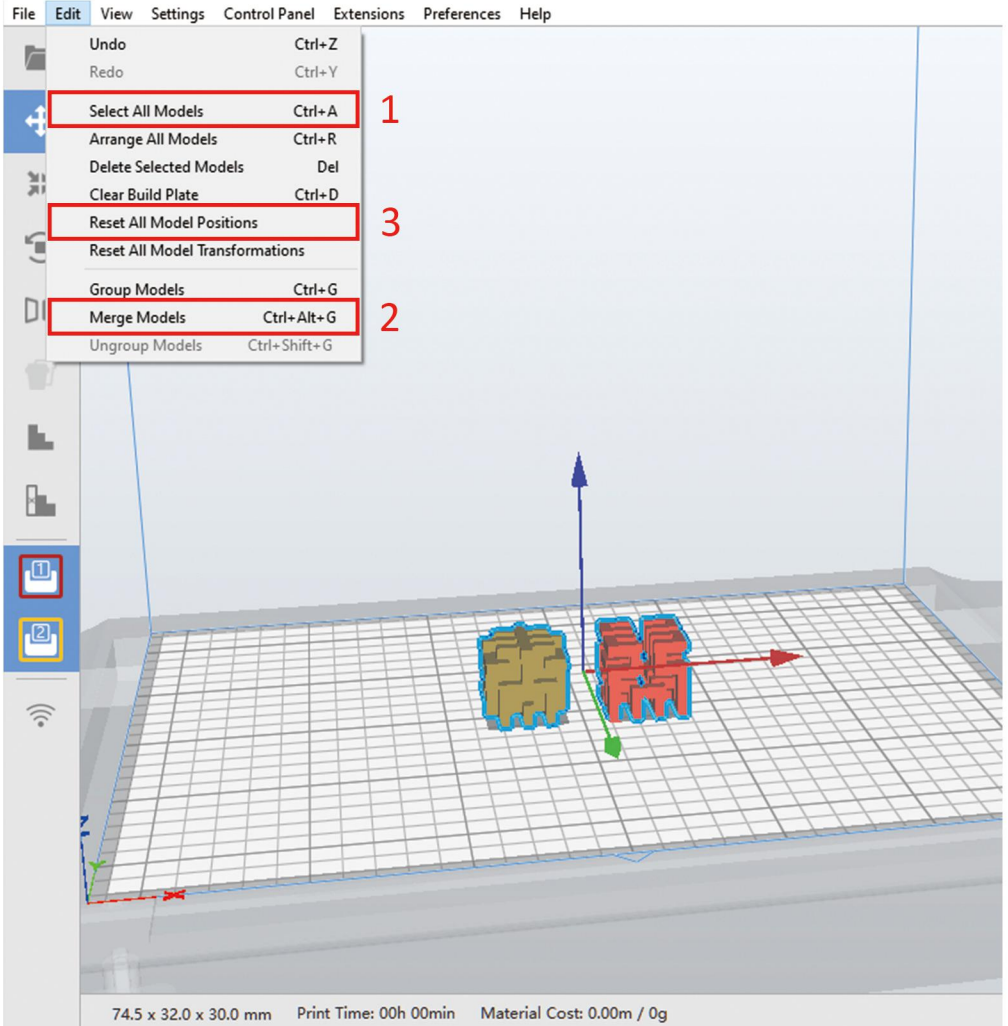 File Edit View Settings Control Panel Extensions Preferences Help
Undo Ctrl+Z
Redo Ctrl+Y
Select All Models Ctrl+A 1
Arrange All Models Ctrl+R
Delete Selected Models Del
Clear Build Plate Ctrl+D
Reset All Model Positions 3
Reset All Model Transformations
Group Models Ctrl+G
Merge Models Ctrl+Alt+G 2
Ungroup Models Ctrl+Shift+G
1
2
74.5 x 32.0 x 30.0 mm Print Time: 00h 00min Material Cost: 0.00m / 0g